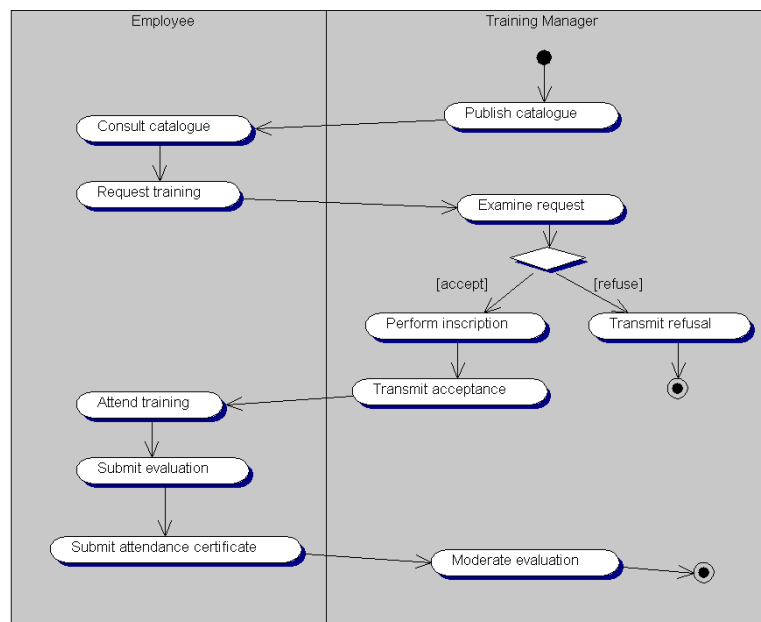 Employee
Training Manager
Publish catalogue
Consult catalogue
Request training
Examine request
[accept]
[refuse]
Perform inscription
Transmit refusal
Transmit acceptance
Attend training
Submit evaluation
Submit attendance certificate
Moderate evaluation